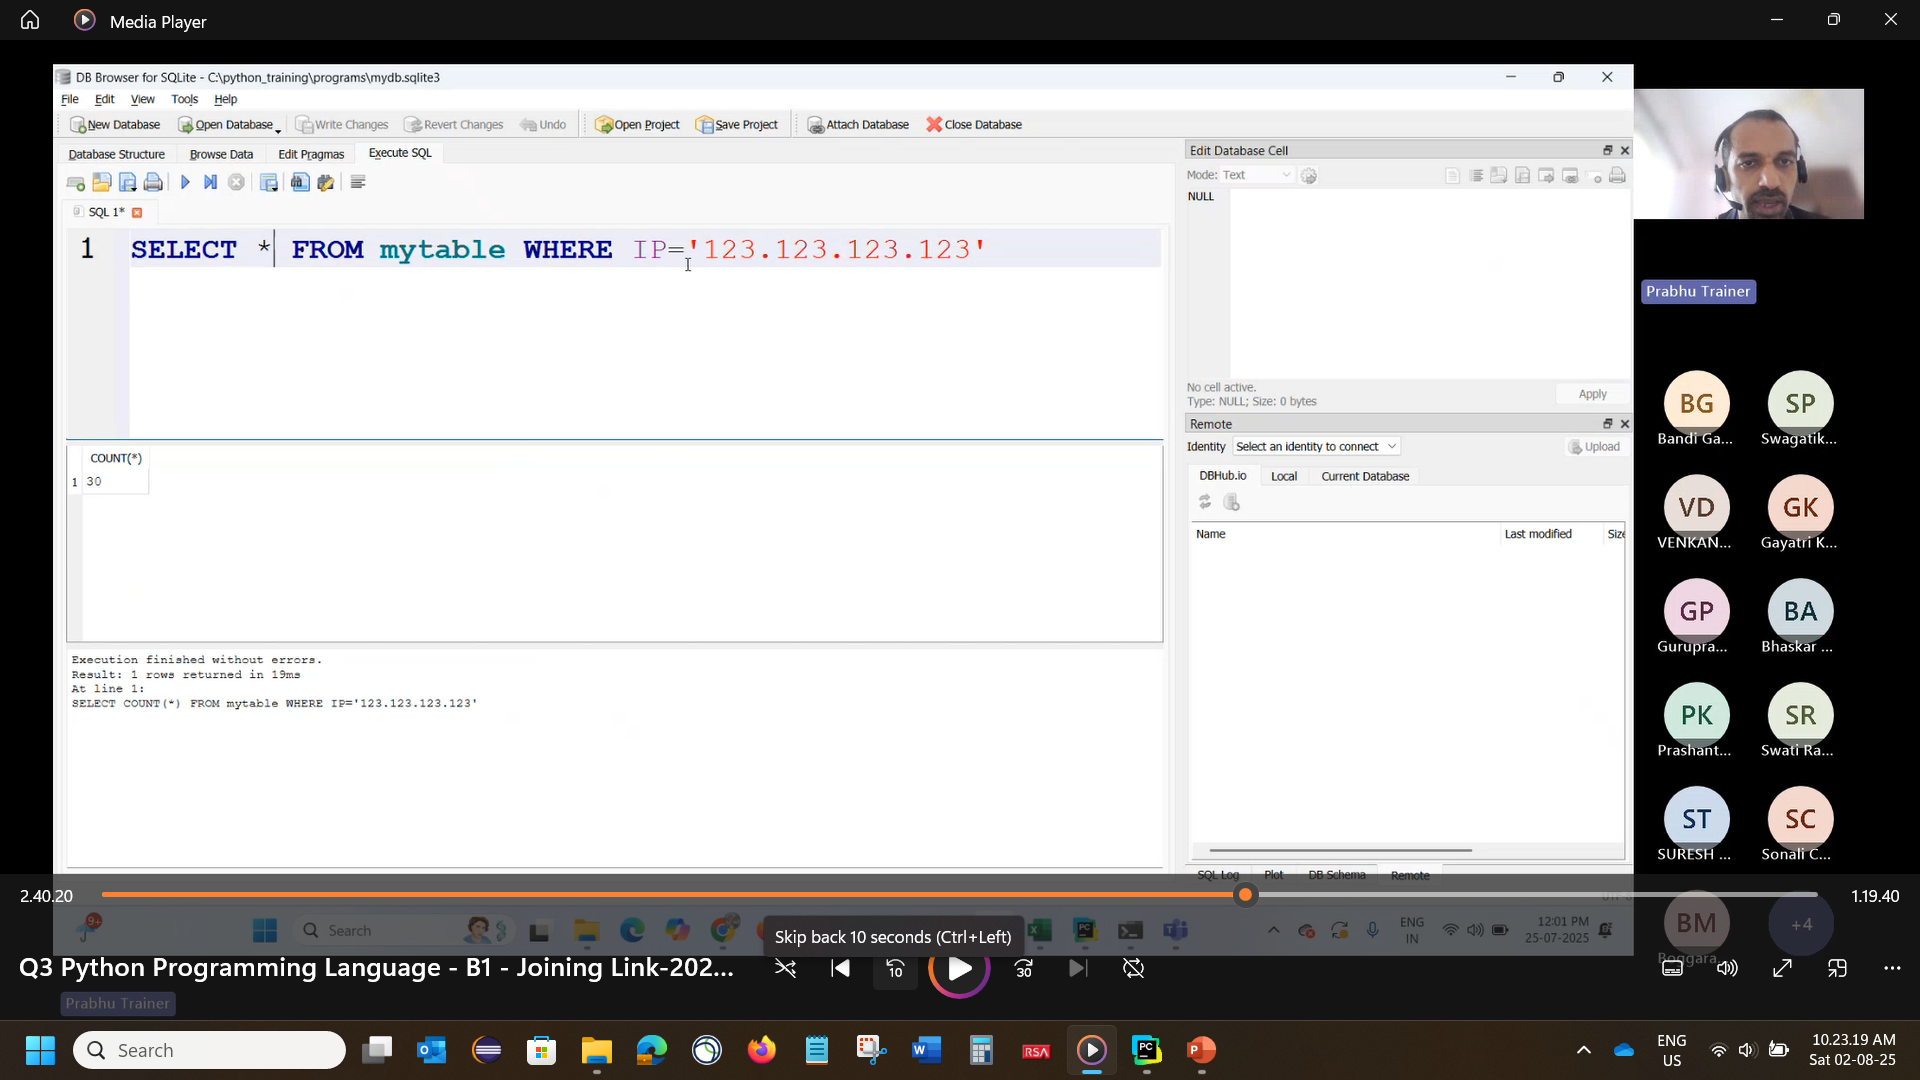 Media Player
DB Browser for SQLite - C:\python_training\programs\mydb.sqlite3
File Edit View Tools Help
New Database Open Database Write Changes Revert Changes Undo Open Project Save Project Attach Database Close Database
Database Structure Browse Data Edit Pragmas Execute SQL
SQL 1*
1 SELECT * FROM mytable WHERE IP='123.123.123.123'
COUNT(*)
1 30
Execution finished without errors.
Result: 1 rows returned in 19ms
At line 1:
SELECT COUNT(*) FROM mytable WHERE IP='123.123.123.123'
Edit Database Cell
Mode: Text
NULL
No cell active.
Type: NULL; Size: 0 bytes
Apply
Remote
Identity Select an identity to connect Upload
DBHub.io Local Current Database
Name Last modified Size
SQL Log Plot DB Schema Remote
Prabhu Trainer
BG SP
Bandi Ga... Swagatik...
VD GK
VENKAN... Gayatri K...
GP BA
Gurupra... Bhaskar ...
PK SR
Prashant... Swati Ra...
ST SC
SURESH ... Sonali C...
BM +4
Boggara...
2.40.20 1.19.40
9+ Search ENG IN 12:01 PM 25-07-2025
Skip back 10 seconds (Ctrl+Left)
Q3 Python Programming Language - B1 - Joining Link-202...
10 30
Prabhu Trainer
Search RSA PC P ENG US 10.23.19 AM Sat 02-08-25